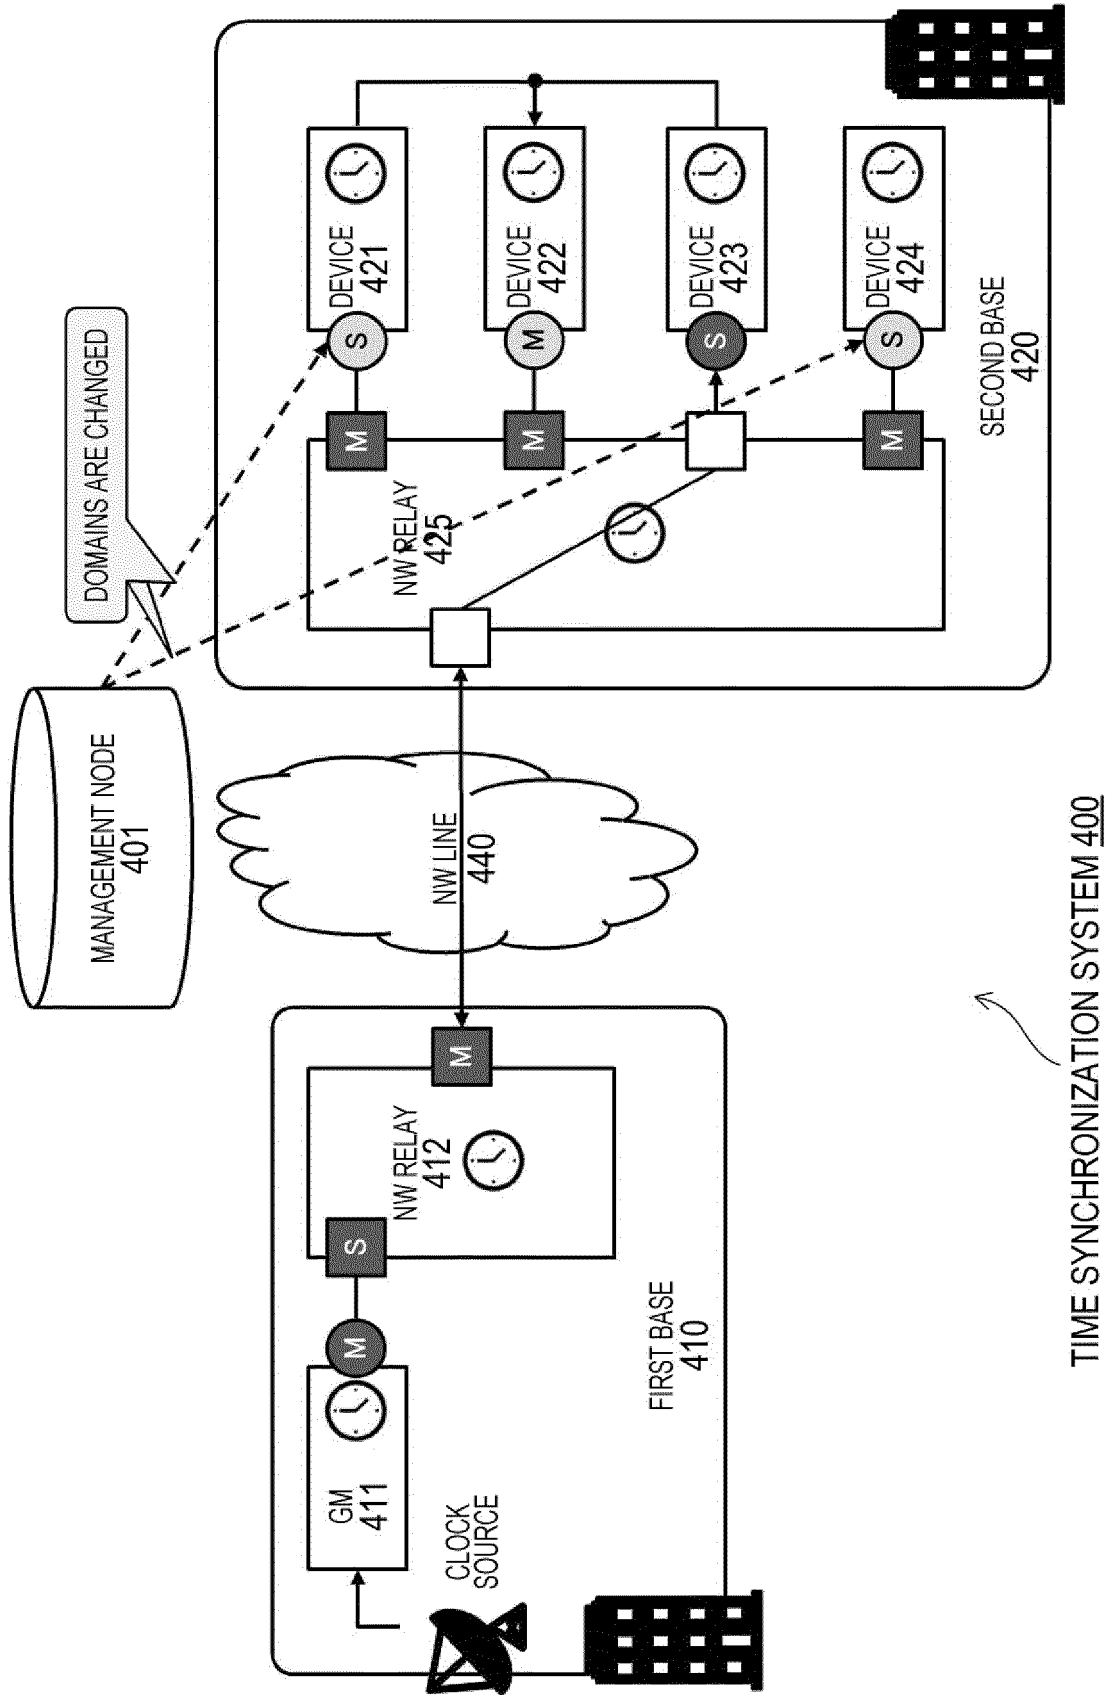 MANAGEMENT NODE
401
DOMAINS ARE CHANGED
GM
411
M
S
NW RELAY
412
M
CLOCK
SOURCE
FIRST BASE
410
NW LINE
440
NW RELAY
425
M
S
DEVICE
421
M
M
DEVICE
422
S
DEVICE
423
M
S
DEVICE
424
SECOND BASE
420
TIME SYNCHRONIZATION SYSTEM 400